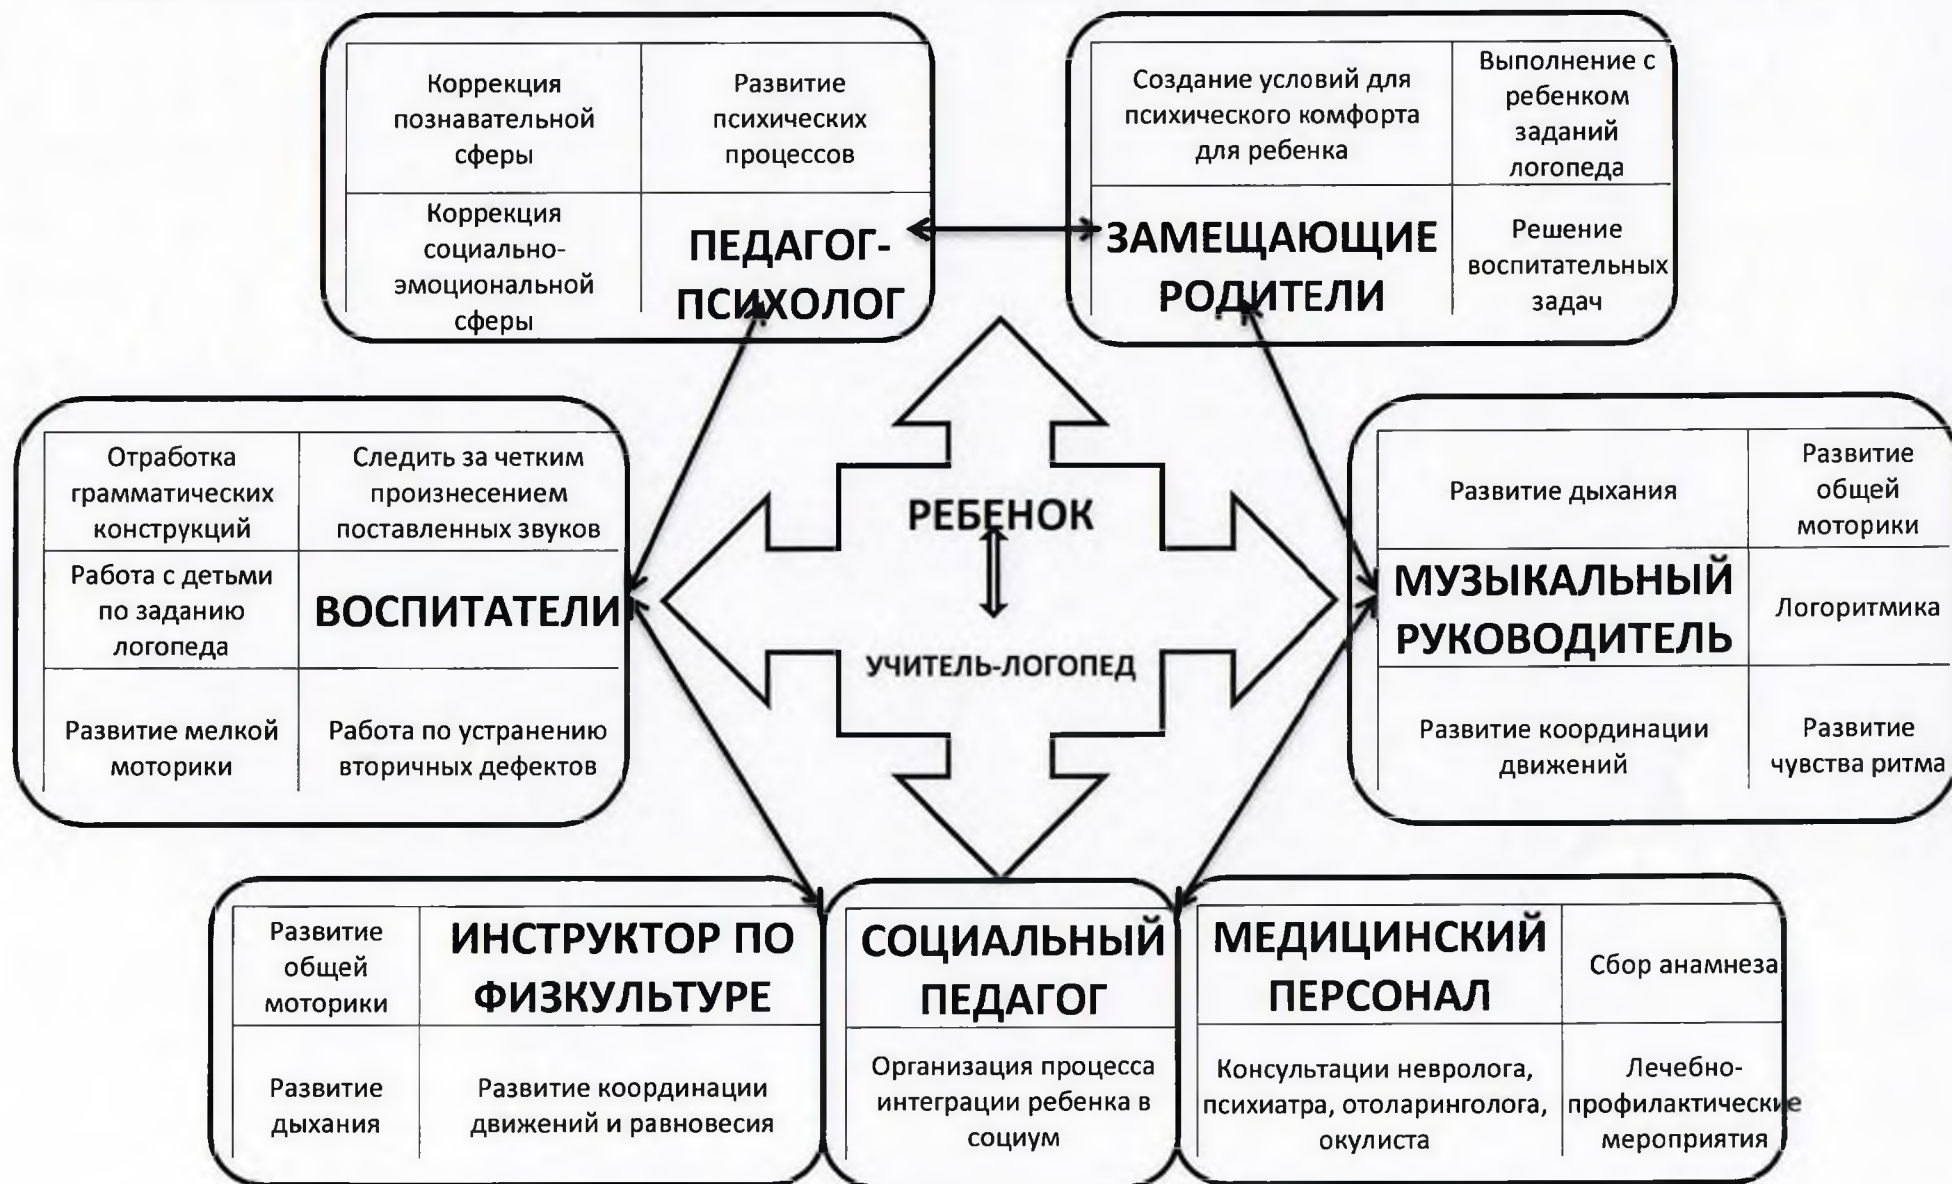 Коррекция
познавательной
сферы
Развитие
психических
процессов
Коррекция
социально-
эмоциональной
сферы
ПЕДАГОГ-
ПСИХОЛОГ
Создание условий для
психического комфорта
для ребенка
Выполнение с
ребенком
заданий
логопеда
ЗАМЕЩАЮЩИЕ
РОДИТЕЛИ
Решение
воспитательных
задач
Отработка
грамматических
конструкций
Следить за четким
произнесением
поставленных звуков
Работа с детьми
по заданию
логопеда
ВОСПИТАТЕЛИ
Развитие мелкой
моторики
Работа по устранению
вторичных дефектов
РЕБЕНОК
УЧИТЕЛЬ-ЛОГОПЕД
Развитие дыхания
Развитие
общей
моторики
МУЗЫКАЛЬНЫЙ
РУКОВОДИТЕЛЬ
Логоритмика
Развитие координации
движений
Развитие
чувства ритма
Развитие
общей
моторики
ИНСТРУКТОР ПО
ФИЗКУЛЬТУРЕ
Развитие
дыхания
Развитие координации
движений и равновесия
СОЦИАЛЬНЫЙ
ПЕДАГОГ
Организация процесса
интеграции ребенка в
социум
МЕДИЦИНСКИЙ
ПЕРСОНАЛ
Сбор анамнеза
Консультации невролога,
психиатра, отоларинголога,
окулиста
Лечебно-
профилактические
мероприятия